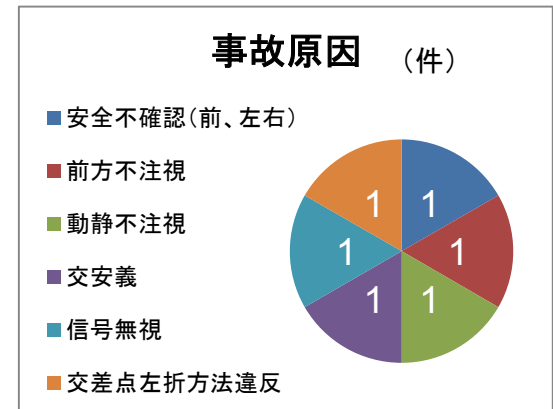 事故原因 （件）
安全不確認（前、左右）
前方不注視
動静不注視
交安義
信号無視
交差点左折方法違反
1 1
1 1
1 1